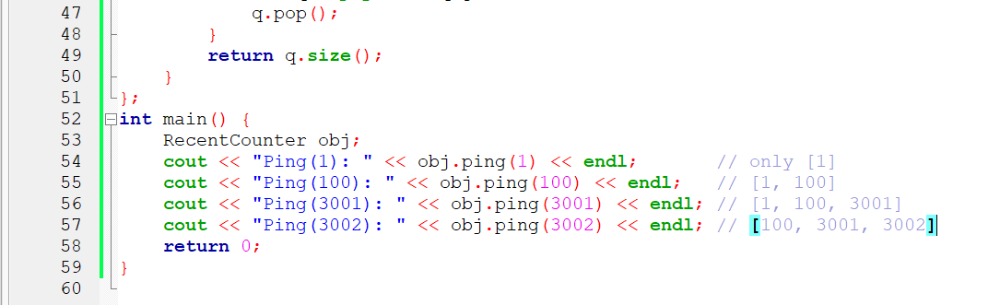 47 q.pop();
48 }
49 return q.size();
50 }
51 };
52 int main() {
53 RecentCounter obj;
54 cout << "Ping(1): " << obj.ping(1) << endl; // only [1]
55 cout << "Ping(100): " << obj.ping(100) << endl; // [1, 100]
56 cout << "Ping(3001): " << obj.ping(3001) << endl; // [1, 100, 3001]
57 cout << "Ping(3002): " << obj.ping(3002) << endl; // [100, 3001, 3002]
58 return 0;
59 }
60